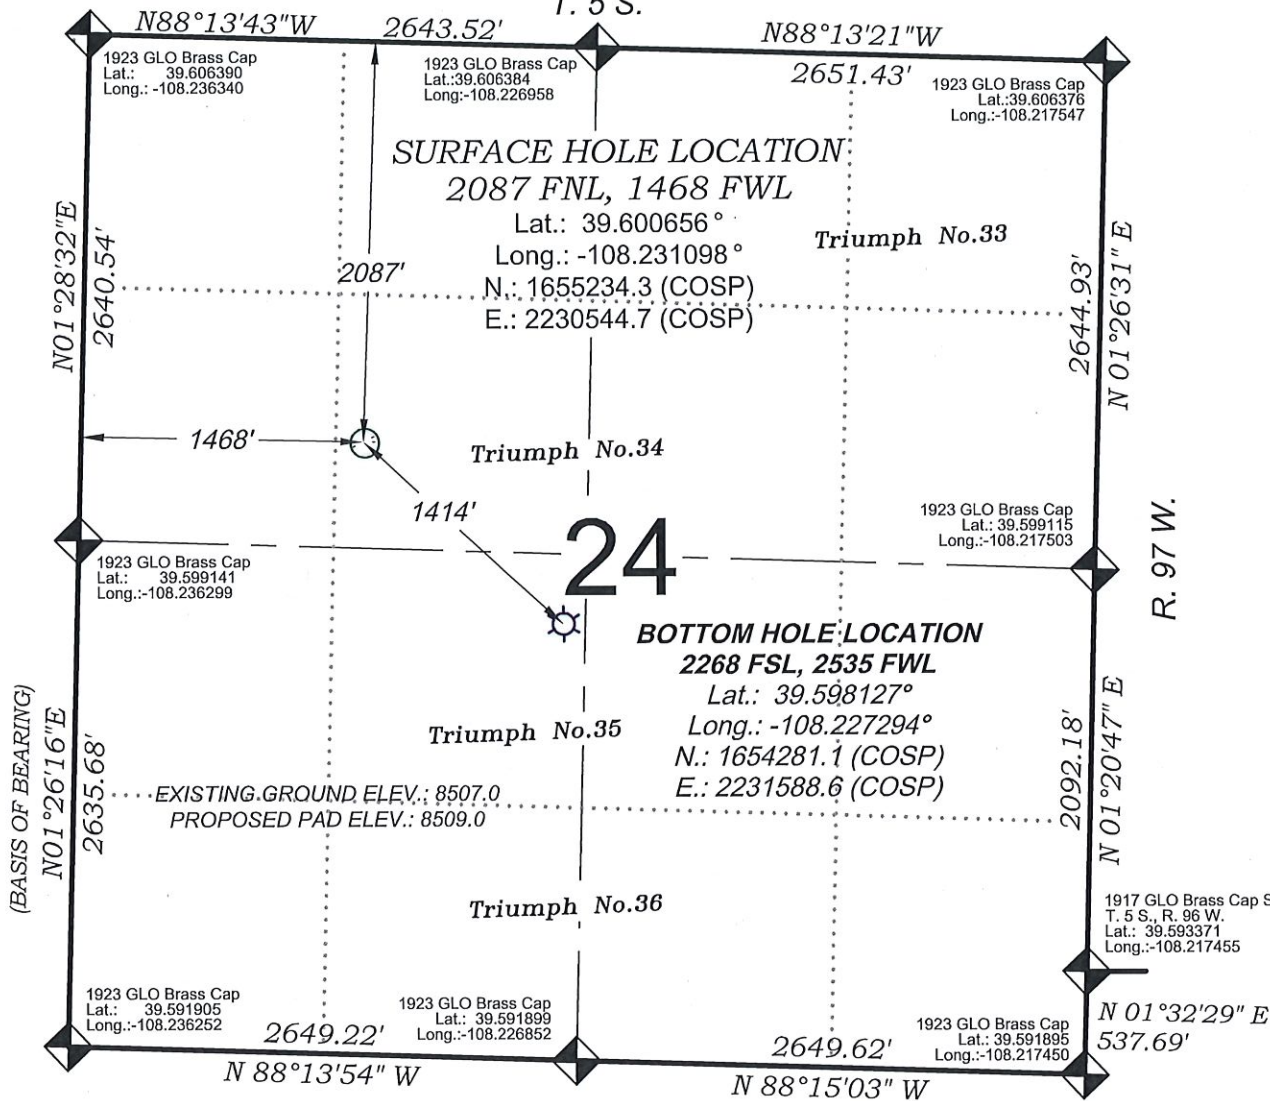 T. 5 S.
N88°13'43"W 2643.52'
N88°13'21"W
2651.43'
1923 GLO Brass Cap
Lat.: 39.606390
Long.: -108.236340
1923 GLO Brass Cap
Lat.:39.606384
Long:-108.226958
1923 GLO Brass Cap
Lat.:39.606376
Long.:-108.217547
SURFACE HOLE LOCATION
2087 FNL, 1468 FWL
Lat.: 39.600656°
Long.: -108.231098°
N.: 1655234.3 (COSP)
E.: 2230544.7 (COSP)
Triumph No.33
N01°28'32"E
2640.54'
2087'
2644.93'
N 01°26'31" E
1468'
Triumph No.34
1414'
24
1923 GLO Brass Cap
Lat.: 39.599115
Long.:-108.217503
R. 97 W.
1923 GLO Brass Cap
Lat.: 39.599141
Long.:-108.236299
BOTTOM HOLE LOCATION
2268 FSL, 2535 FWL
Lat.: 39.598127°
Long.: -108.227294°
N.: 1654281.1 (COSP)
E.: 2231588.6 (COSP)
Triumph No.35
(BASIS OF BEARING)
N01°26'16"E
2635.68'
EXISTING GROUND ELEV.: 8507.0
PROPOSED PAD ELEV.: 8509.0
2092.18'
N 01°20'47" E
Triumph No.36
1917 GLO Brass Cap S
T. 5 S., R. 96 W.
Lat.: 39.593371
Long.:-108.217455
1923 GLO Brass Cap
Lat.: 39.591905
Long.:-108.236252
1923 GLO Brass Cap
Lat.: 39.591899
Long.:-108.226852
1923 GLO Brass Cap
Lat.: 39.591895
Long.:-108.217450
N 01°32'29" E
537.69'
2649.22'
N 88°13'54" W
2649.62'
N 88°15'03" W